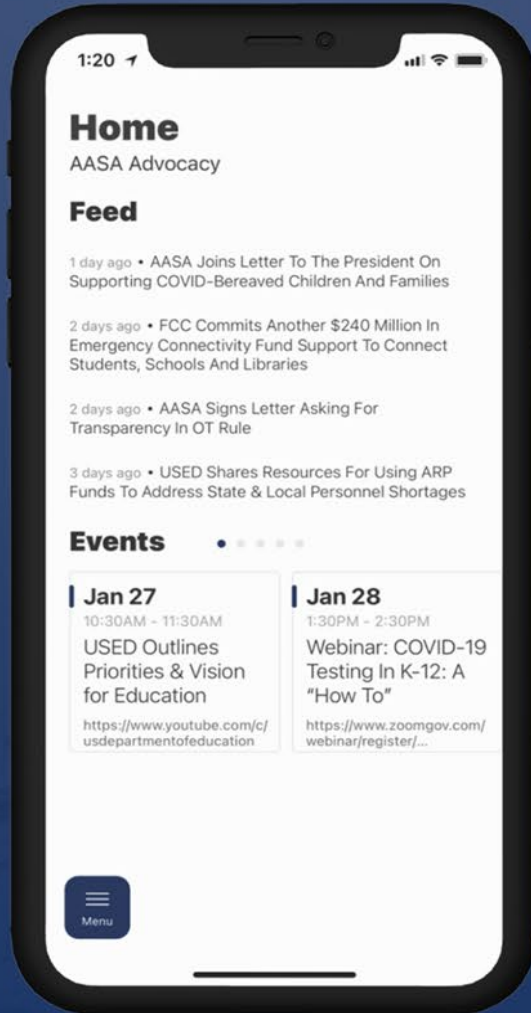 1:20
Home
AASA Advocacy
Feed
1 day ago • AASA Joins Letter To The President On
Supporting COVID-Bereaved Children And Families
2 days ago • FCC Commits Another $240 Million In
Emergency Connectivity Fund Support To Connect
Students, Schools And Libraries
2 days ago • AASA Signs Letter Asking For
Transparency In OT Rule
3 days ago • USED Shares Resources For Using ARP
Funds To Address State & Local Personnel Shortages
Events
Jan 27
10:30AM - 11:30AM
USED Outlines
Priorities & Vision
for Education
https://www.youtube.com/c/
usdepartmentofeducation
Jan 28
1:30PM - 2:30PM
Webinar: COVID-19
Testing In K-12: A
“How To”
https://www.zoomgov.com/
webinar/register/...
Menu